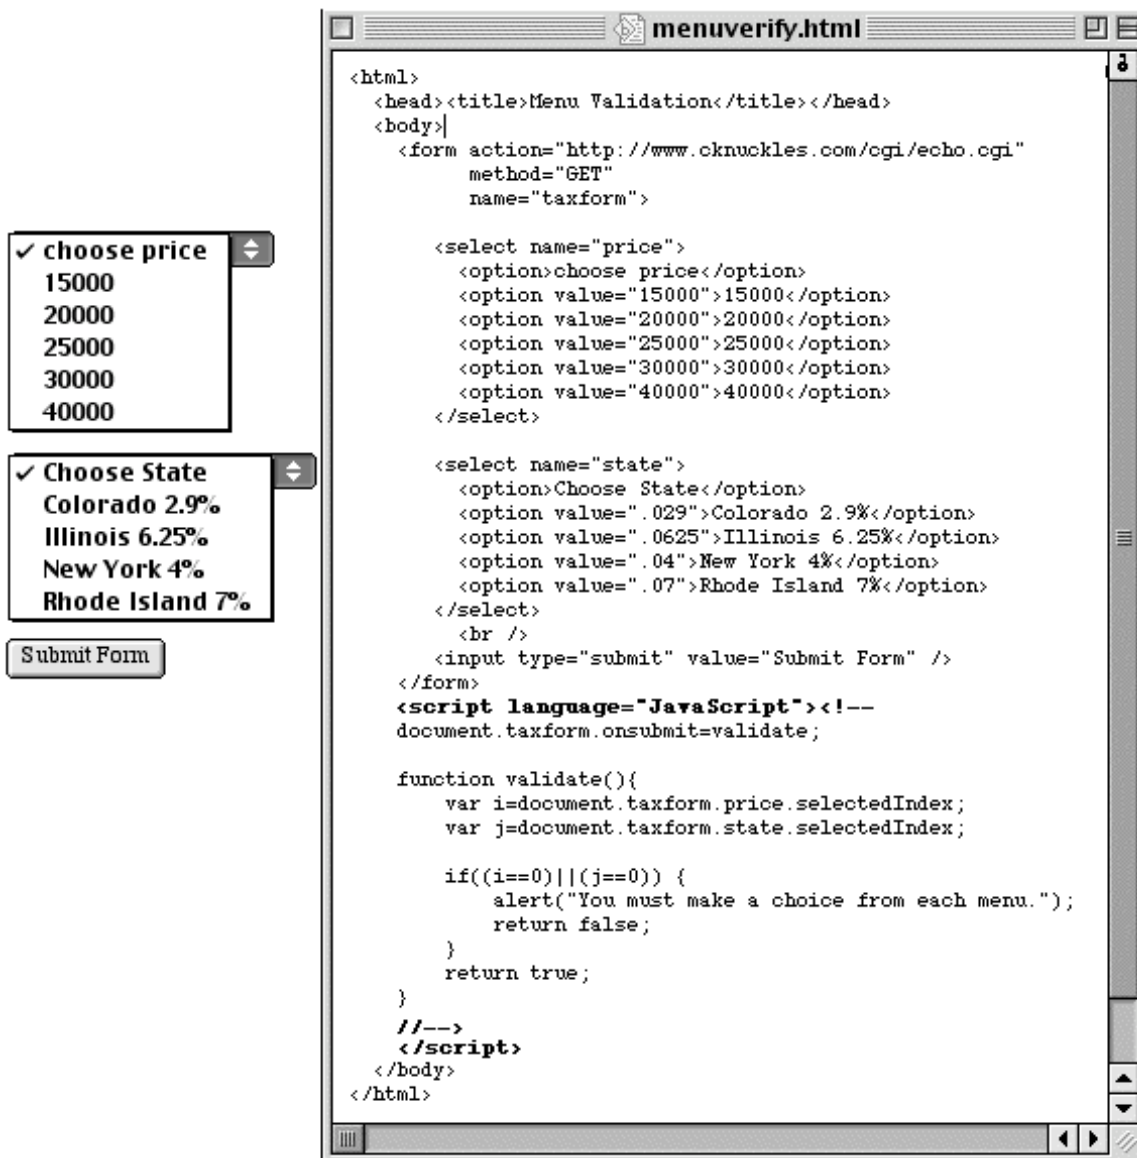 menuverify.html
<html>
<head><title>Menu Validation</title></head>
<body>
<form action="http://www.cknuckles.com/cgi/echo.cgi"
method="GET"
name="taxform">
<select name="price">
<option>choose price</option>
<option value="15000">15000</option>
<option value="20000">20000</option>
<option value="25000">25000</option>
<option value="30000">30000</option>
<option value="40000">40000</option>
</select>
<select name="state">
<option>Choose State</option>
<option value=".029">Colorado 2.9%</option>
<option value=".0625">Illinois 6.25%</option>
<option value=".04">New York 4%</option>
<option value=".07">Rhode Island 7%</option>
</select>
<br />
<input type="submit" value="Submit Form" />
</form>
<script language="JavaScript"><!--
document.taxform.onsubmit=validate;
function validate(){
var i=document.taxform.price.selectedIndex;
var j=document.taxform.state.selectedIndex;
if((i==0)||(j==0)) {
alert("You must make a choice from each menu.");
return false;
}
return true;
}
//-->
</script>
</body>
</html>
✓ choose price
15000
20000
25000
30000
40000
✓ Choose State
Colorado 2.9%
Illinois 6.25%
New York 4%
Rhode Island 7%
Submit Form